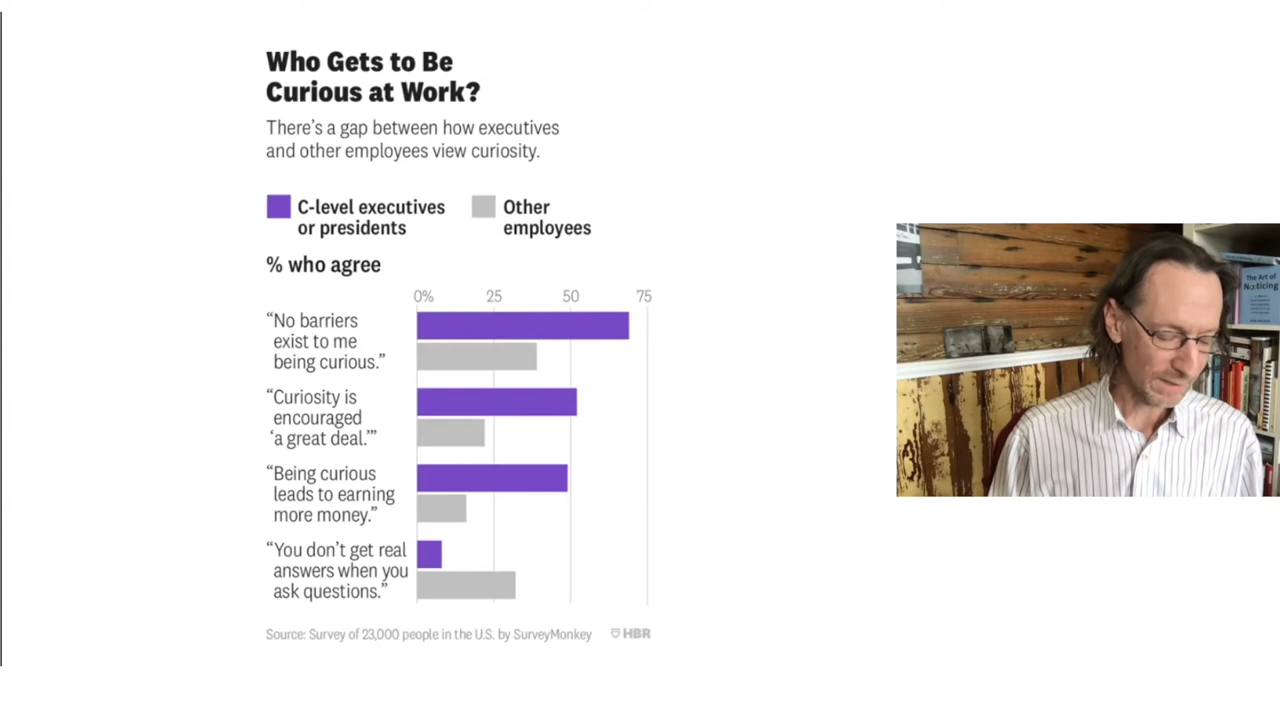 Who Gets to Be
Curious at Work?
There's a gap between how executives
and other employees view curiosity.
C-level executives
or presidents
Other
employees
% who agree
0% 25 50 75
“No barriers
exist to me
being curious.”
“Curiosity is
encouraged
‘a great deal.’”
“Being curious
leads to earning
more money.”
“You don’t get real
answers when you
ask questions.”
Source: Survey of 23,000 people in the U.S. by SurveyMonkey
HBR
The Art of
Noticing